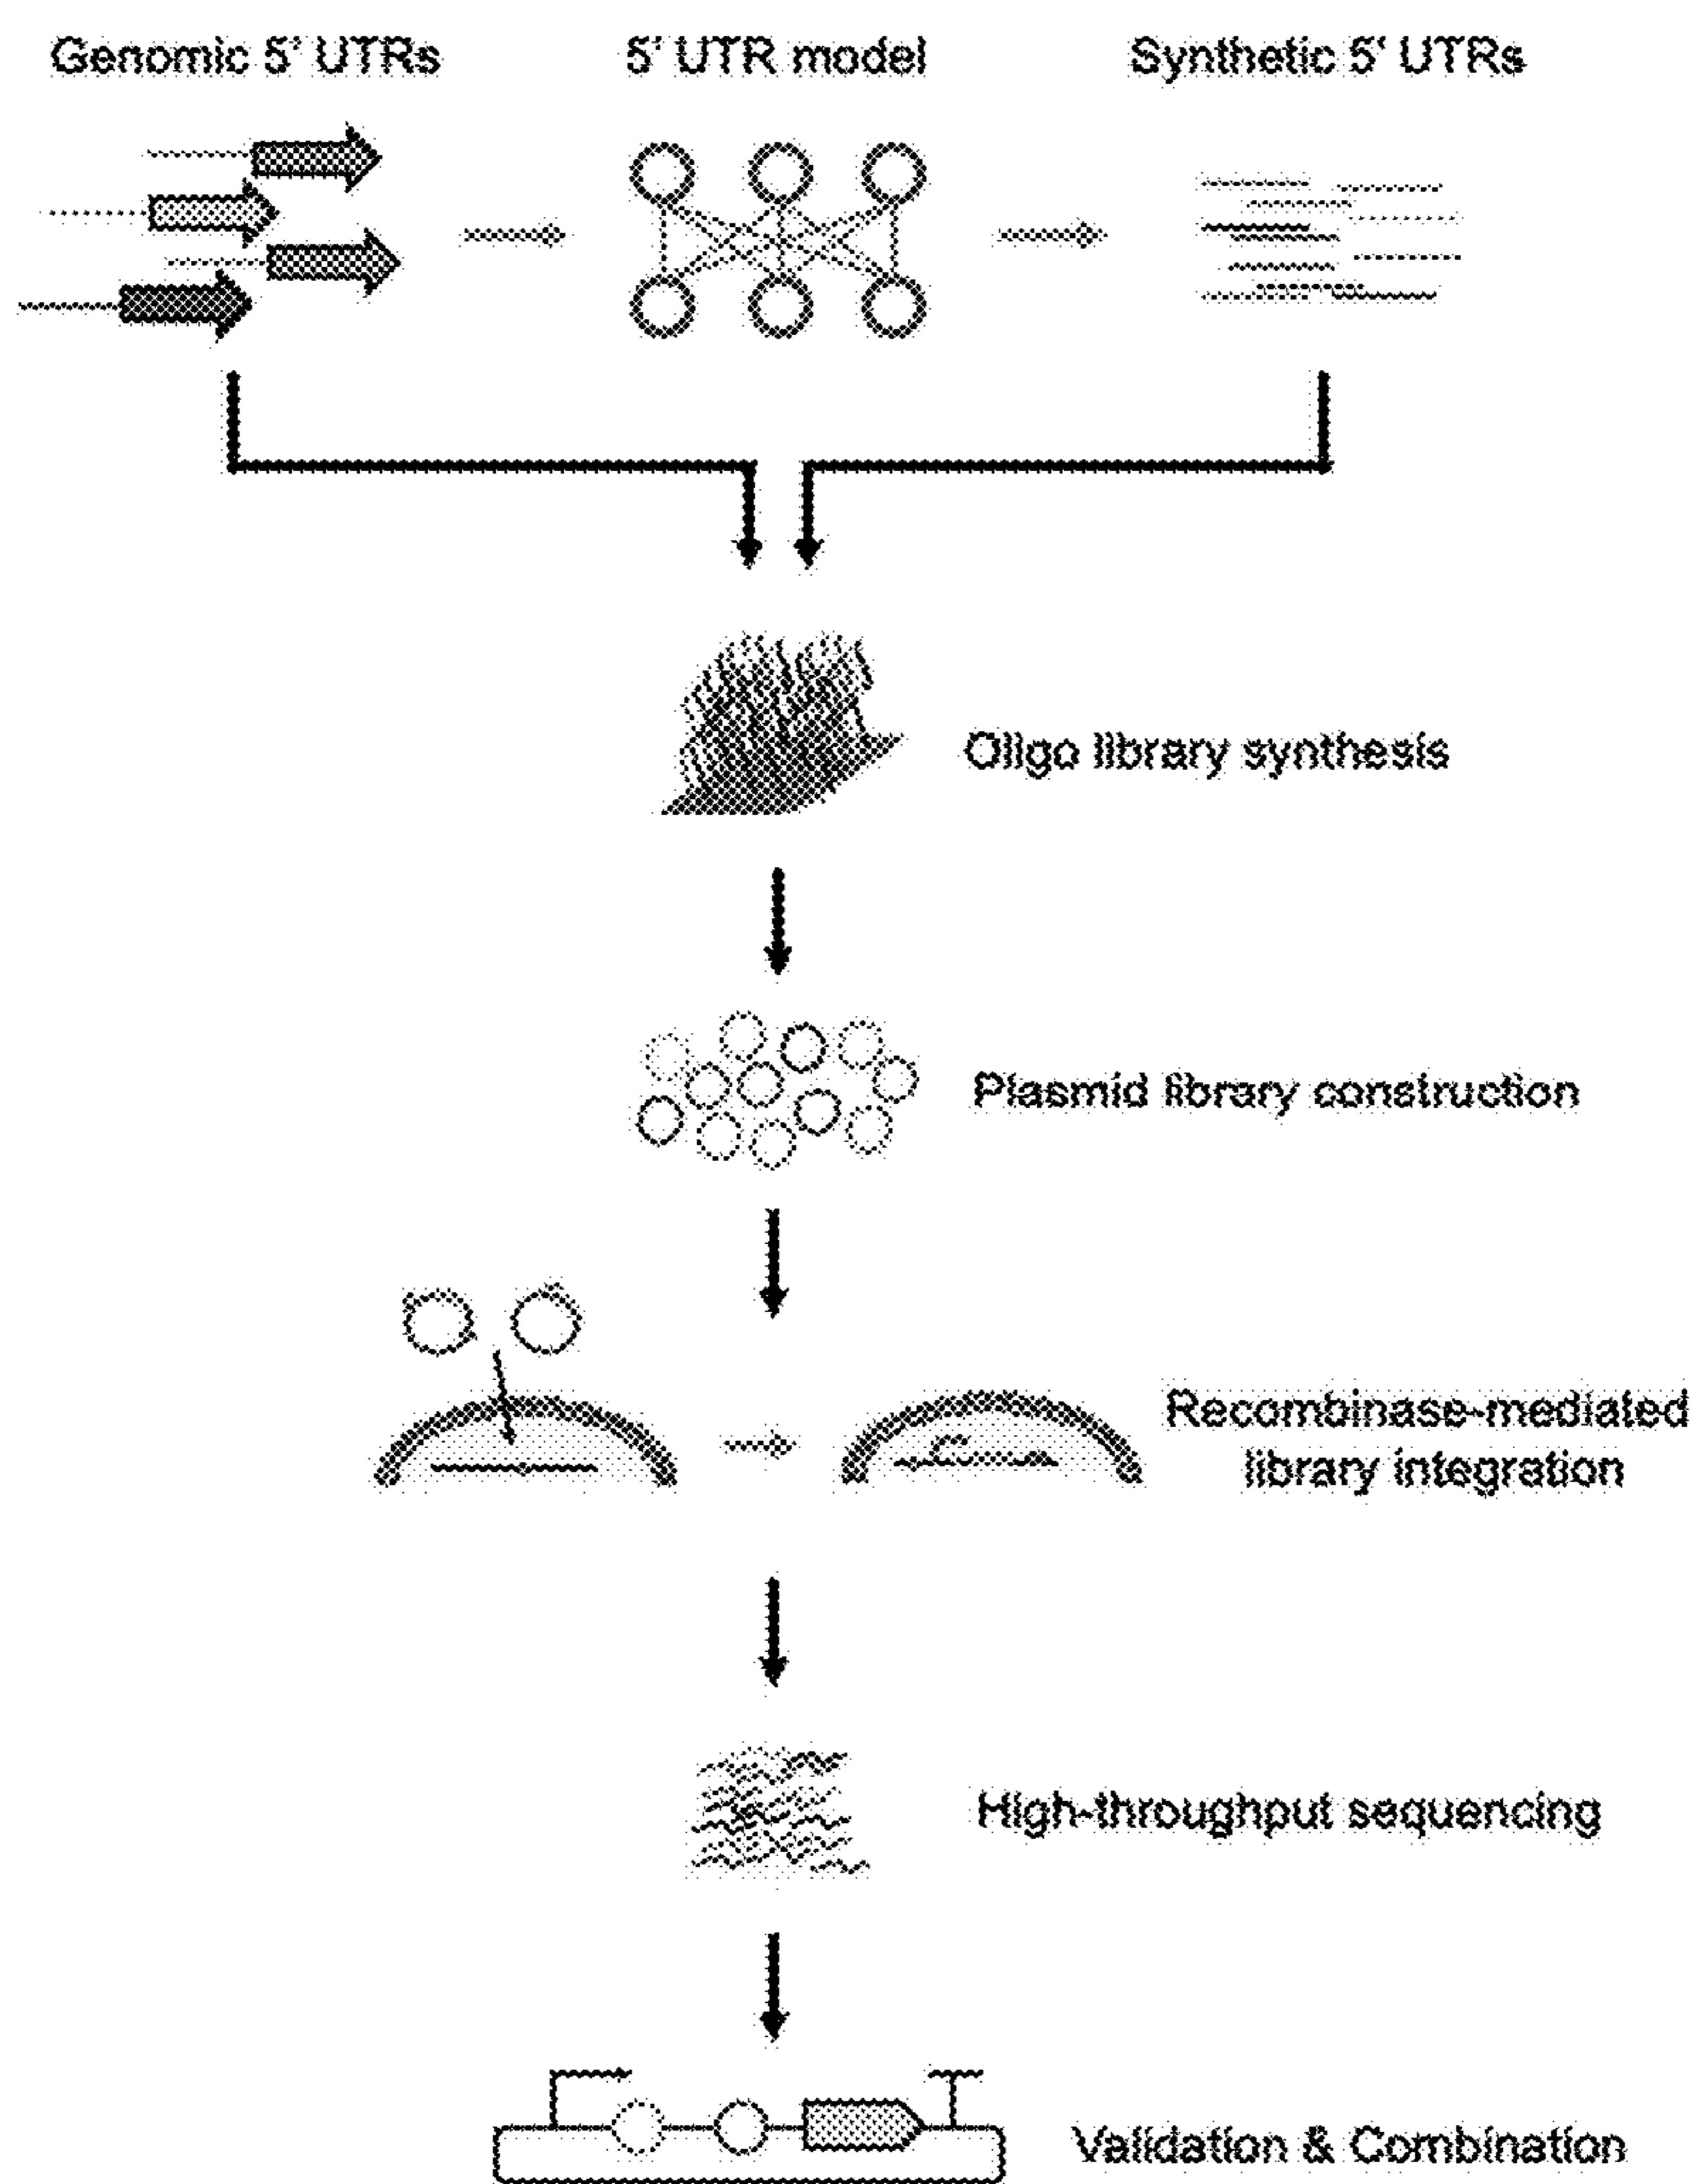 Genomic 5' UTRs
5' UTR model
Synthetic 5' UTRs
Oligo library synthesis
Plasmid library construction
Recombinase-mediated
library integration
High-throughput sequencing
Validation & Combination